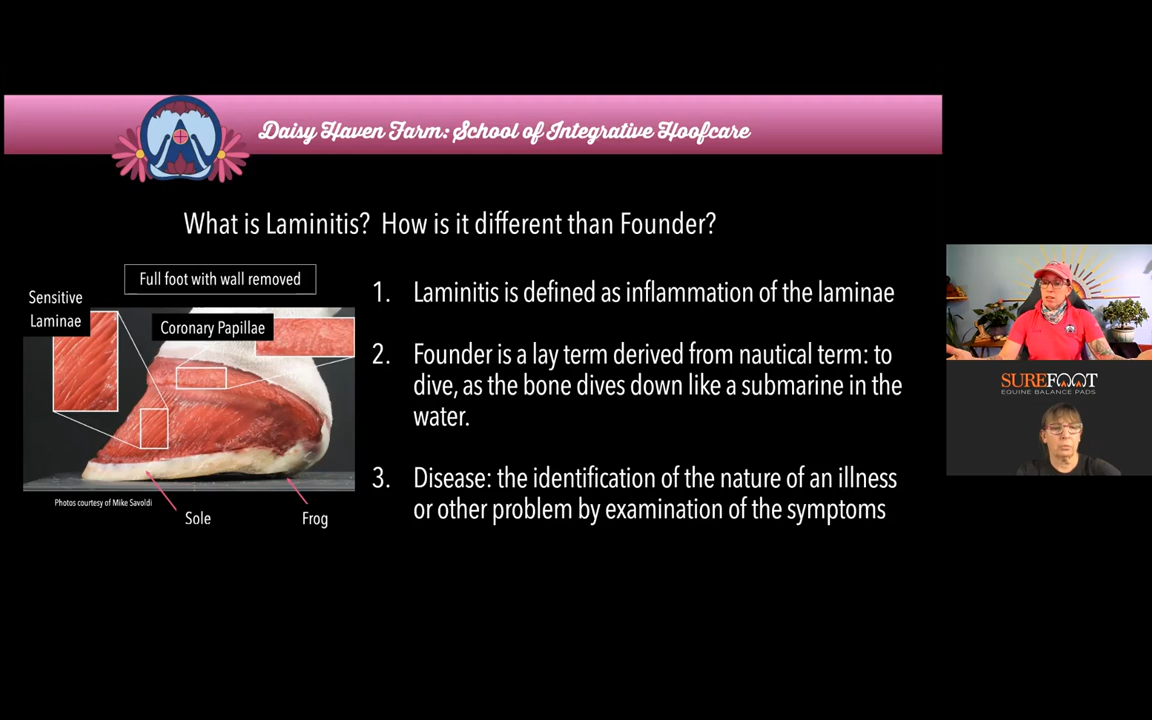 Daisy Haven Farm: School of Integrative Hoofcare
What is Laminitis? How is it different than Founder?
Full foot with wall removed
Sensitive
Laminae
Coronary Papillae
Photos courtesy of Mike Savoldi
Sole
Frog
1. Laminitis is defined as inflammation of the laminae
2. Founder is a lay term derived from nautical term: to
dive, as the bone dives down like a submarine in the
water.
3. Disease: the identification of the nature of an illness
or other problem by examination of the symptoms
SUREFOOT
EQUINE BALANCE PADS